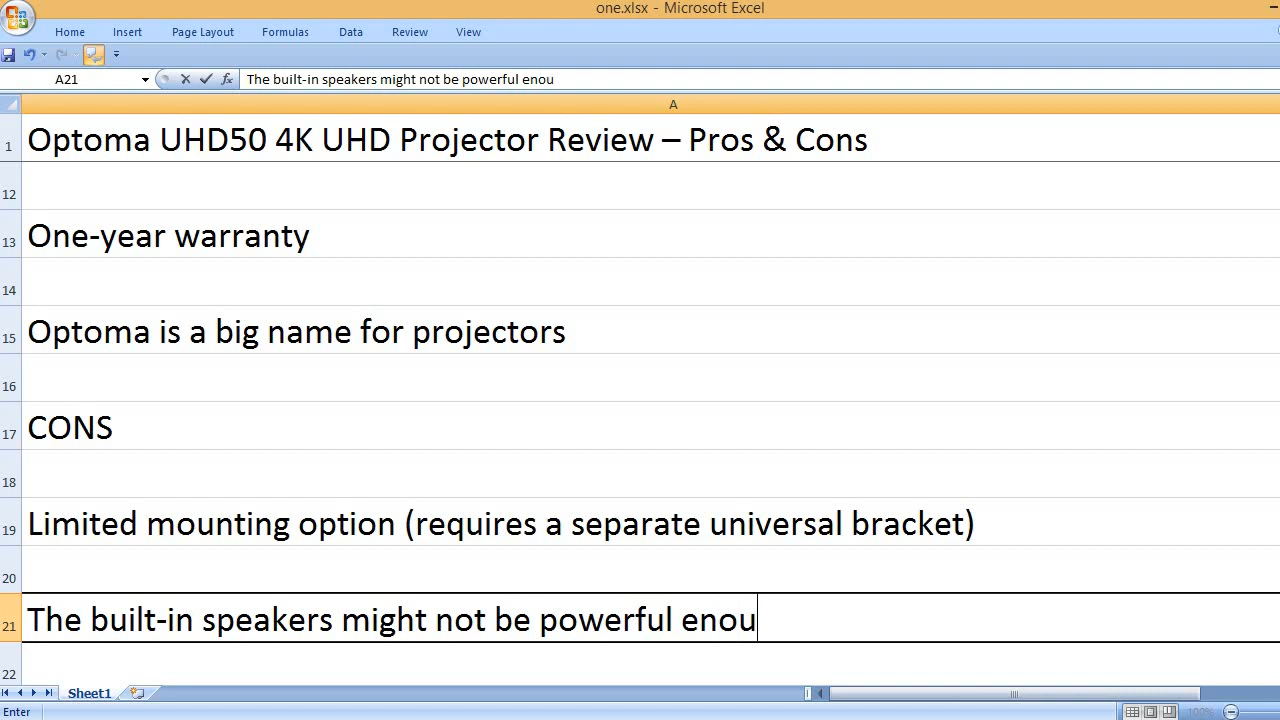 one.xlsx - Microsoft Excel
Home Insert Page Layout Formulas Data Review View
A21 fx The built-in speakers might not be powerful enou
A
1 Optoma UHD50 4K UHD Projector Review – Pros & Cons
12
13 One-year warranty
14
15 Optoma is a big name for projectors
16
17 CONS
18
19 Limited mounting option (requires a separate universal bracket)
20
21 The built-in speakers might not be powerful enou
22
Sheet1
Enter 100%